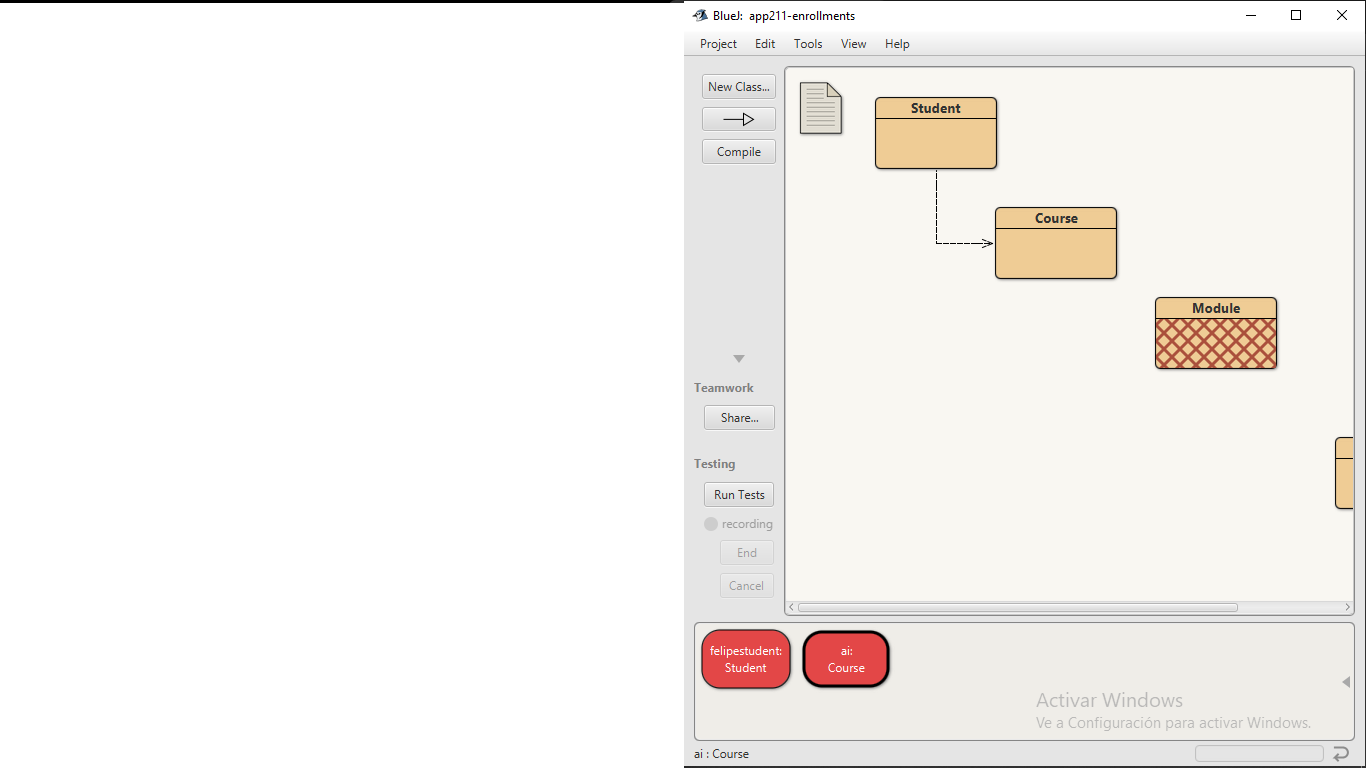 BlueJ: app211-enrollments
Project Edit Tools View Help
New Class...
Compile
Student
Course
Module
Teamwork
Share...
Testing
Run Tests
recording
End
Cancel
felipestudent:
Student
ai:
Course
Activar Windows
Ve a Configuración para activar Windows.
ai : Course